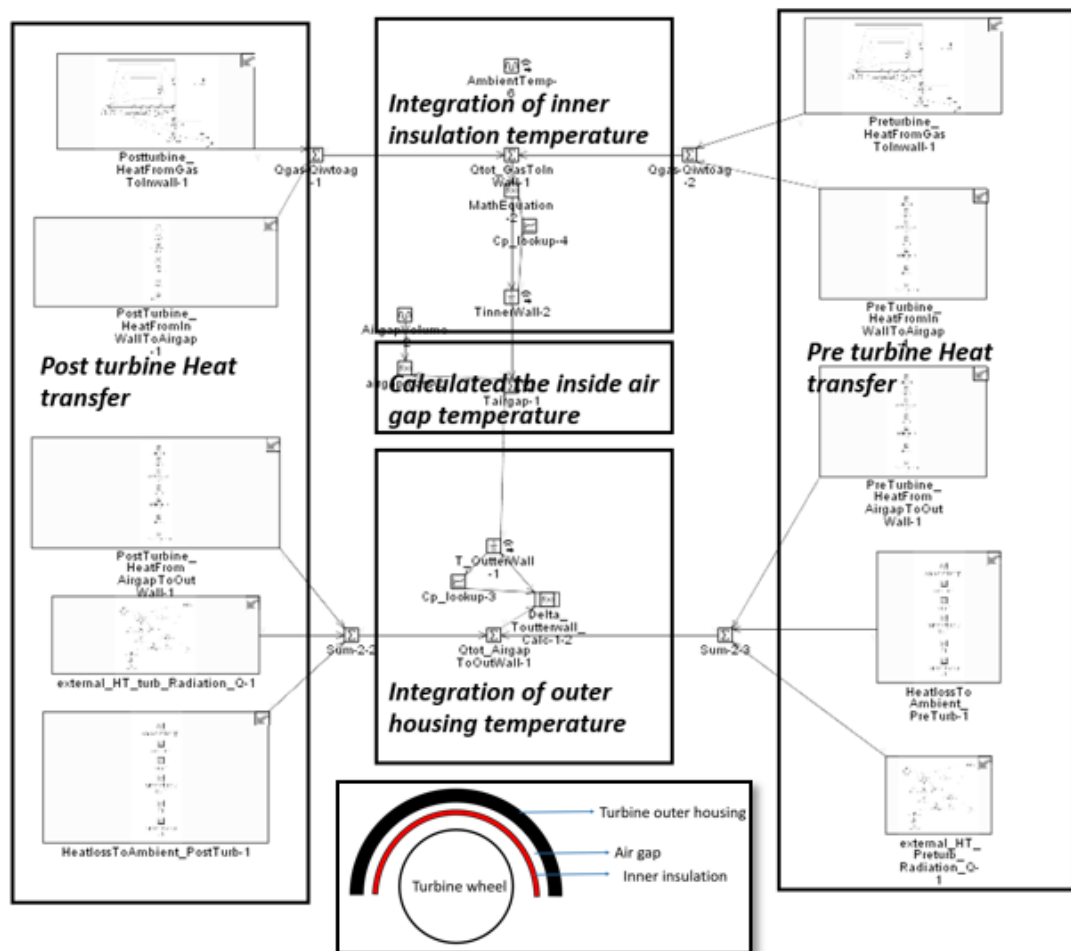 Postturbine_
HeatFromGas
ToInwall-1
PostTurbine_
HeatFromIn
WallToAirgap
-1
Post turbine Heat
transfer
PostTurbine_
HeatFrom
AirgapToOut
Wall-1
external_HT_turb_Radiation_Q-1
HeatlossToAmbient_PostTurb-1
Qgas-Qiwtoag
-1
Sum-2-2
AmbientTemp-
6
Integration of inner
insulation temperature
Qtot_GasToIn
Wall-1
MathEquation
Cp_lookup-4
TinnerWall-2
AirgapVolume
Calculated the inside air
gap temperature
Tairgap-1
T_OutterWall
-1
Cp_lookup-3
Delta_
Toutterwall_
Calc-1-2
Qtot_Airgap
ToOutWall-1
Integration of outer
housing temperature
Qgas-Qiwtoag
-2
Sum-2-3
Preturbine_
HeatFromGas
ToInwall-1
PreTurbine_
HeatFromIn
WallToAirgap
Pre turbine Heat
transfer
PreTurbine_
HeatFrom
AirgapToOut
Wall-1
HeatlossTo
Ambient_
PreTurb-1
external_HT_
Preturb_
Radiation_Q-
1
Turbine outer housing
Air gap
Inner insulation
Turbine wheel